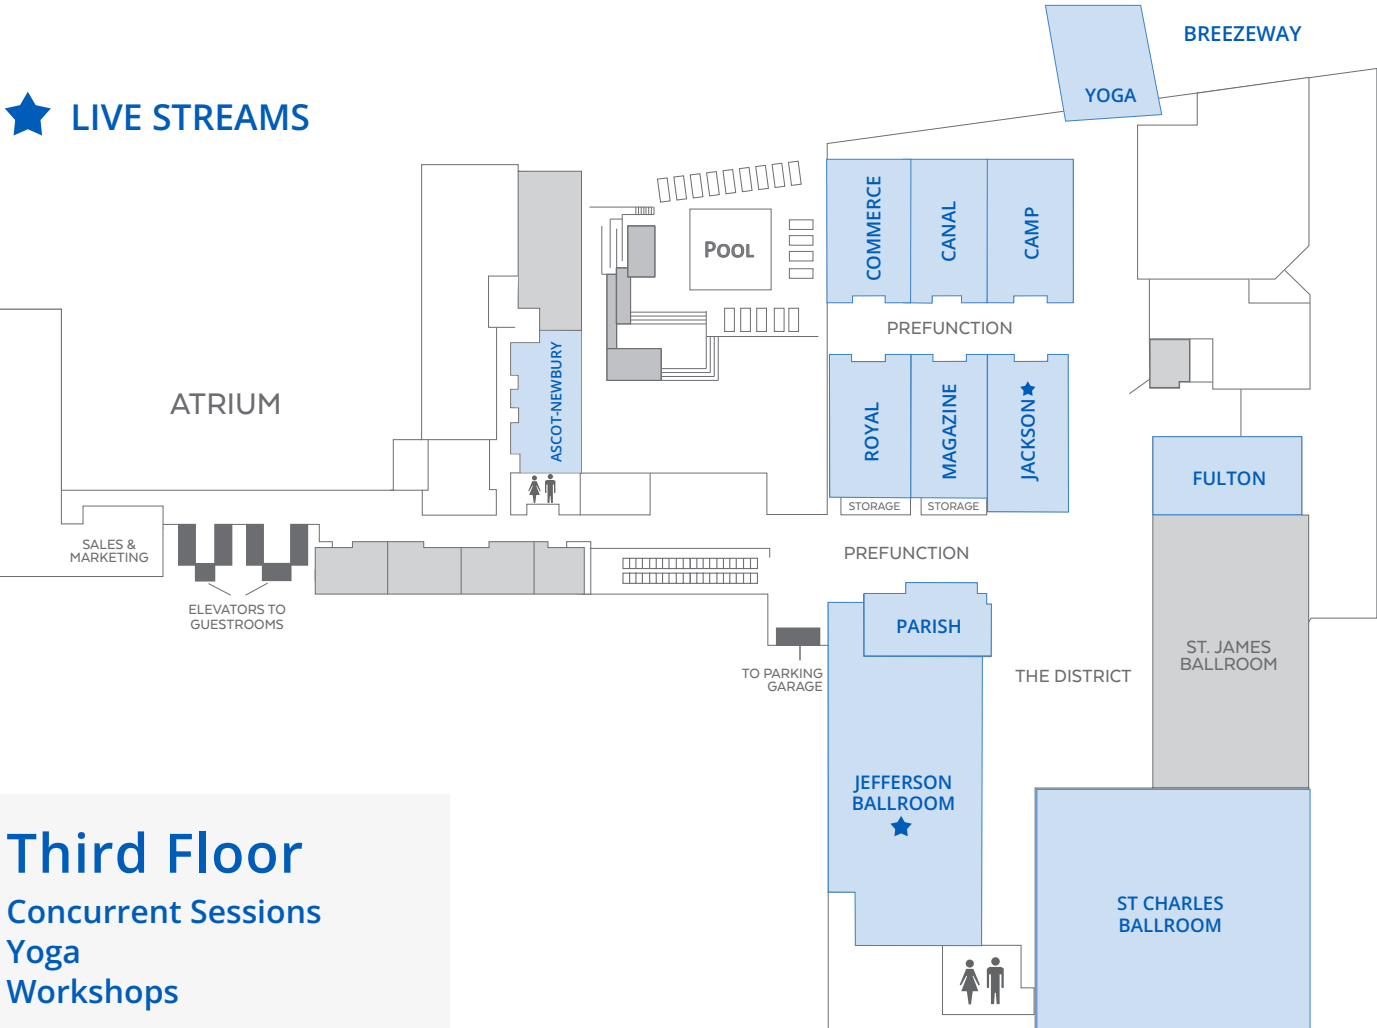 BREEZEWAY
YOGA
LIVE STREAMS
COMMERCE
CANAL
CAMP
POOL
PREFUNCTION
ASCOT-NEWBURY
ATRIUM
ROYAL
MAGAZINE
JACKSON
FULTON
STORAGE
STORAGE
SALES &
MARKETING
PREFUNCTION
ELEVATORS TO
GUESTROOMS
PARISH
ST. JAMES
BALLROOM
TO PARKING
GARAGE
THE DISTRICT
JEFFERSON
BALLROOM
Third Floor
Concurrent Sessions
Yoga
Workshops
ST CHARLES
BALLROOM